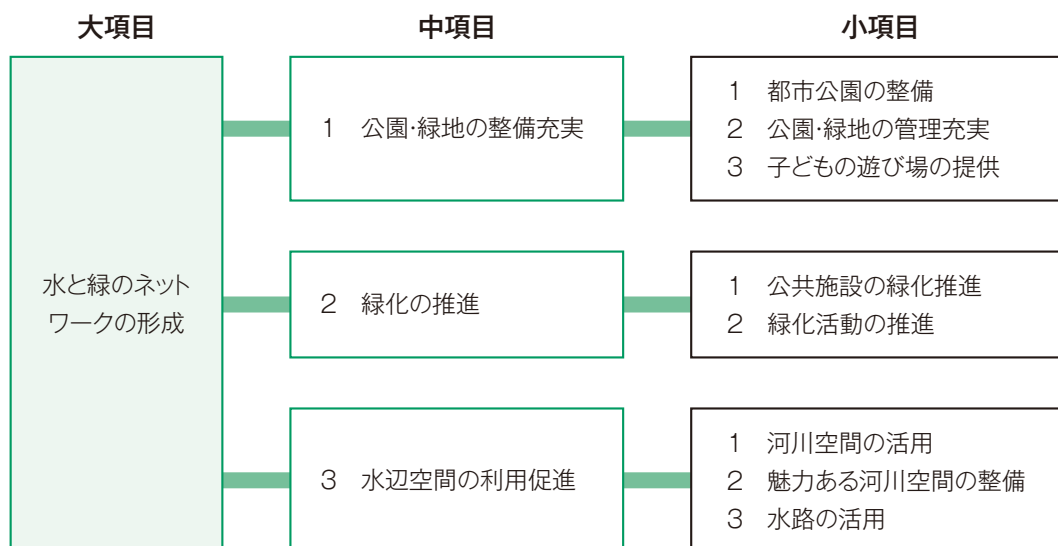 大項目
中項目
小項目
水と緑のネット
ワークの形成
1 公園・緑地の整備充実
1 都市公園の整備
2 公園・緑地の管理充実
3 子どもの遊び場の提供
2 緑化の推進
1 公共施設の緑化推進
2 緑化活動の推進
3 水辺空間の利用促進
1 河川空間の活用
2 魅力ある河川空間の整備
3 水路の活用